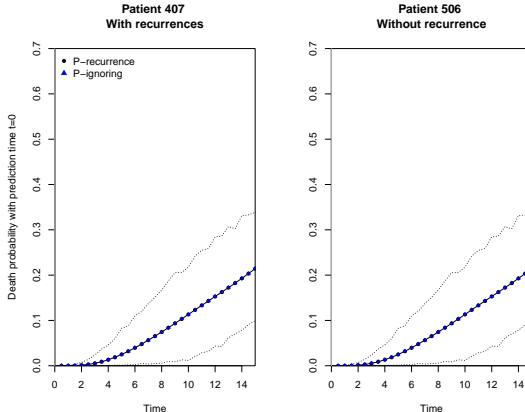 Patient 407
With recurrences
Patient 506
Without recurrence
Death probability with prediction time t=0
0.7
0.6
0.5
0.4
0.3
0.2
0.1
0.0
P−recurrence
P−ignoring
0 2 4 6 8 10 12 14
Time
0.7
0.6
0.5
0.4
0.3
0.2
0.1
0.0
0 2 4 6 8 10 12 14
Time